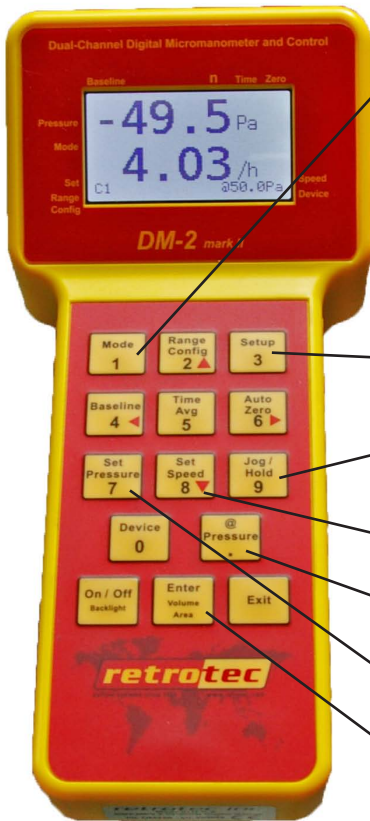 Dual-Channel Digital Micromanometer and Control
Baseline n Time Zero
Pressure -49.5 Pa
Mode
4.03 /h
Set
Range
Config
C1 @50.0Pa
Speed
Device
DM-2 mark II
Mode
1
Range
Config
2
Setup
3
Baseline
4
Time
Avg
5
Auto
Zero
6
Set
Pressure
7
Set
Speed
8
Jog /
Hold
9
Device
0
@
Pressure
.
On / Off
Backlight
Enter
Volume
Area
Exit
retrotec